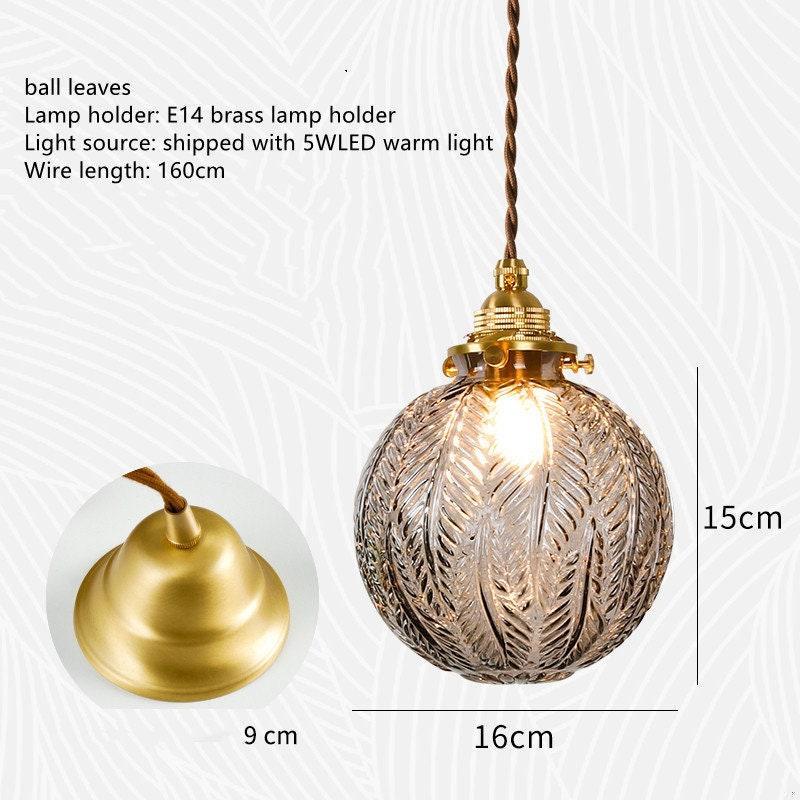 ball leaves
Lamp holder: E14 brass lamp holder
Light source: shipped with 5WLED warm light
Wire length: 160cm
15cm
9 cm
16cm